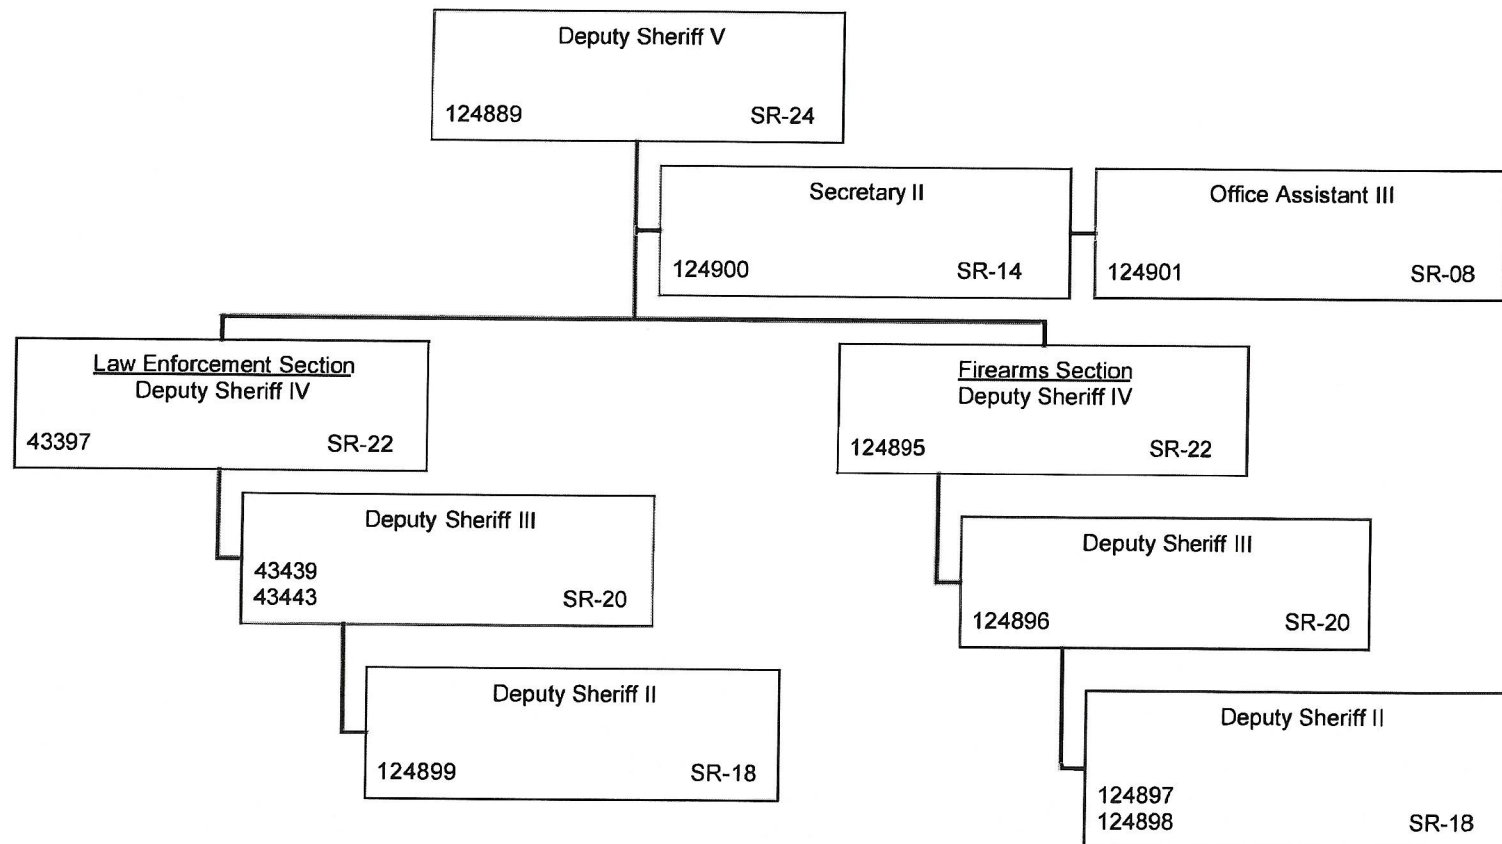 Deputy Sheriff V
124889 SR-24
Secretary II
124900 SR-14
Office Assistant III
124901 SR-08
Law Enforcement Section
Deputy Sheriff IV
43397 SR-22
Firearms Section
Deputy Sheriff IV
124895 SR-22
Deputy Sheriff III
43439
43443 SR-20
Deputy Sheriff III
124896 SR-20
Deputy Sheriff II
124899 SR-18
Deputy Sheriff II
124897
124898 SR-18